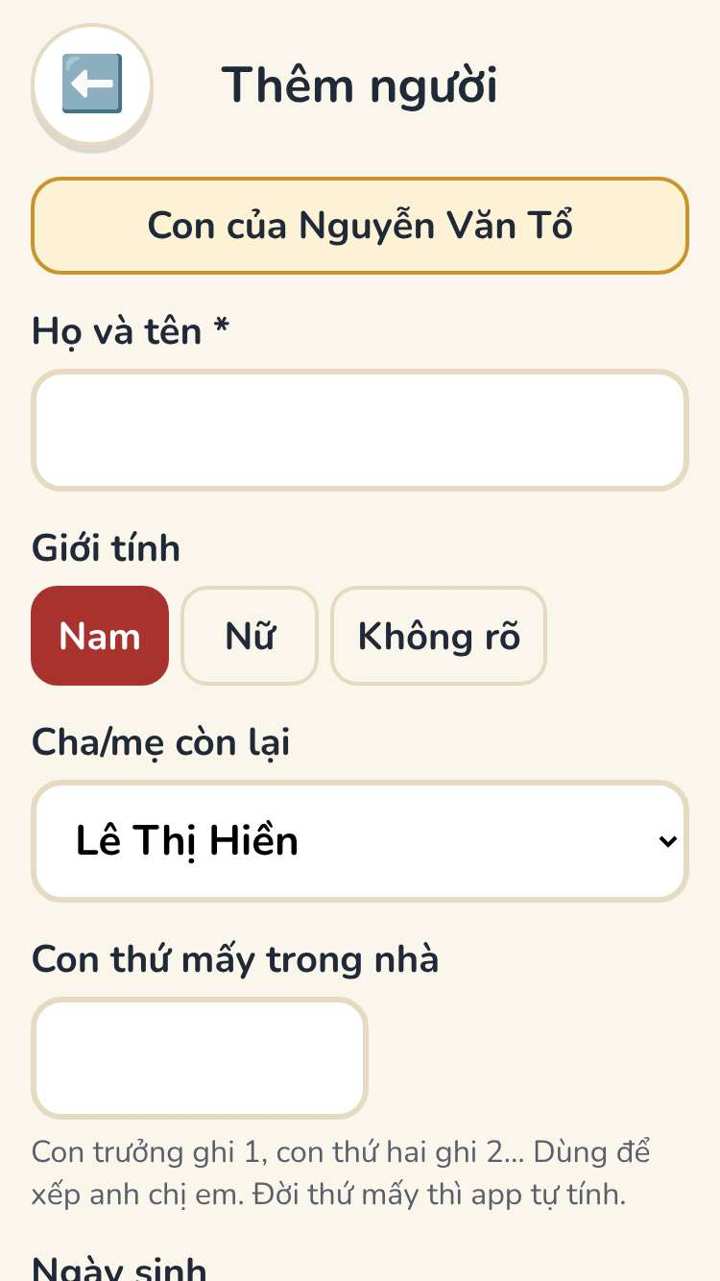 Thêm người
Con của Nguyễn Văn Tổ
Họ và tên *
Giới tính
Nam
Nữ
Không rõ
Cha/mẹ còn lại
Lê Thị Hiền
Con thứ mấy trong nhà
Con trưởng ghi 1, con thứ hai ghi 2... Dùng để
xếp anh chị em. Đời thứ mấy thì app tự tính.
Ngày sinh